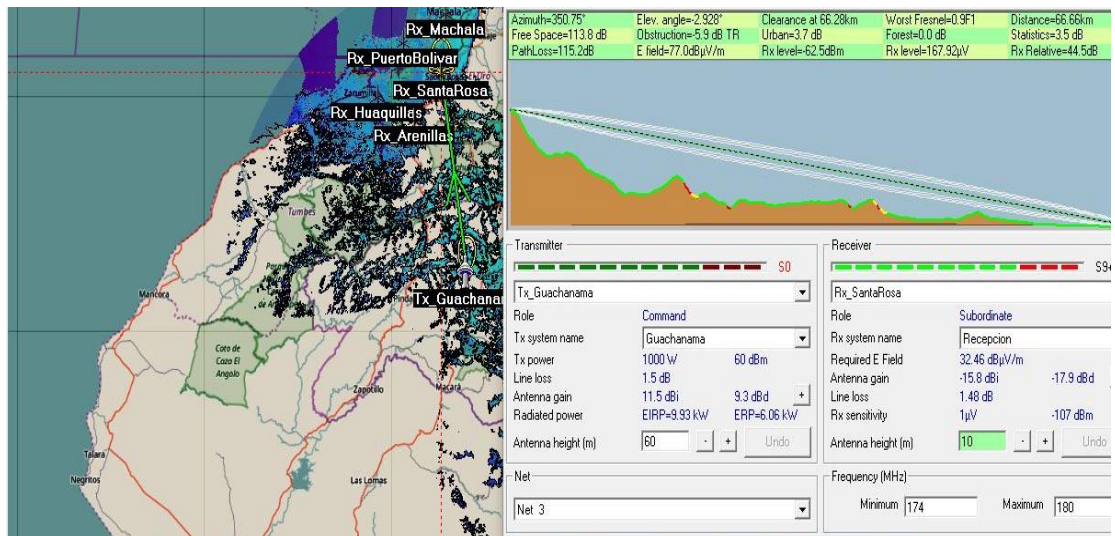 Machala
Rx_Machala
Rx_PuertoBolivar
Zarumilla
Rx_SantaRosa
Rx_Huaquillas
Rx_Arenillas
Tumbes
Mancora
Tx_Guachanam
Coto de
Caza El
Angolo
Zapotillo
Macará
Talara
Negritos
Las Lomas
Azimuth=350.75° Elev. angle=-2.928° Clearance at 66.28km Worst Fresnel=0.9F1 Distance=66.66km
Free Space=113.8 dB Obstruction=-5.9 dB TR Urban=3.7 dB Forest=0.0 dB Statistics=3.5 dB
PathLoss=115.2dB E field=77.0dBµV/m Rx level=-62.5dBm Rx level=167.92µV Rx Relative=44.5dB
Transmitter
S0
Tx_Guachanama
Role Command
Tx system name Guachanama
Tx power 1000 W 60 dBm
Line loss 1.5 dB
Antenna gain 11.5 dBi 9.3 dBd +
Radiated power EIRP=9.93 kW ERP=6.06 kW
Antenna height (m) 60 - + Undo
Net
Net 3
Receiver
S9+
Rx_SantaRosa
Role Subordinate
Rx system name Recepcion
Required E Field 32.46 dBµV/m
Antenna gain -15.8 dBi -17.9 dBd
Line loss 1.48 dB
Rx sensitivity 1µV -107 dBm
Antenna height (m) 10 - + Undo
Frequency (MHz)
Minimum 174 Maximum 180